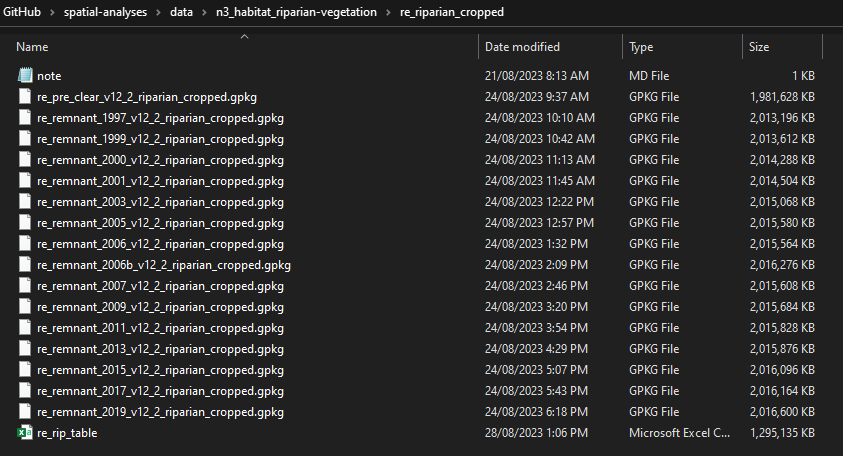 GitHub > spatial-analyses > data > n3_habitat_riparian-vegetation > re_riparian_cropped
Name Date modified Type Size
note 21/08/2023 8:13 AM MD File 1 KB
re_pre_clear_v12_2_riparian_cropped.gpkg 24/08/2023 9:37 AM GPKG File 1,981,628 KB
re_remnant_1997_v12_2_riparian_cropped.gpkg 24/08/2023 10:10 AM GPKG File 2,013,196 KB
re_remnant_1999_v12_2_riparian_cropped.gpkg 24/08/2023 10:42 AM GPKG File 2,013,612 KB
re_remnant_2000_v12_2_riparian_cropped.gpkg 24/08/2023 11:13 AM GPKG File 2,014,288 KB
re_remnant_2001_v12_2_riparian_cropped.gpkg 24/08/2023 11:45 AM GPKG File 2,014,504 KB
re_remnant_2003_v12_2_riparian_cropped.gpkg 24/08/2023 12:22 PM GPKG File 2,015,068 KB
re_remnant_2005_v12_2_riparian_cropped.gpkg 24/08/2023 12:57 PM GPKG File 2,015,580 KB
re_remnant_2006_v12_2_riparian_cropped.gpkg 24/08/2023 1:32 PM GPKG File 2,015,564 KB
re_remnant_2006b_v12_2_riparian_cropped.gpkg 24/08/2023 2:09 PM GPKG File 2,016,276 KB
re_remnant_2007_v12_2_riparian_cropped.gpkg 24/08/2023 2:46 PM GPKG File 2,015,608 KB
re_remnant_2009_v12_2_riparian_cropped.gpkg 24/08/2023 3:20 PM GPKG File 2,015,684 KB
re_remnant_2011_v12_2_riparian_cropped.gpkg 24/08/2023 3:54 PM GPKG File 2,015,828 KB
re_remnant_2013_v12_2_riparian_cropped.gpkg 24/08/2023 4:29 PM GPKG File 2,015,876 KB
re_remnant_2015_v12_2_riparian_cropped.gpkg 24/08/2023 5:07 PM GPKG File 2,016,096 KB
re_remnant_2017_v12_2_riparian_cropped.gpkg 24/08/2023 5:43 PM GPKG File 2,016,164 KB
re_remnant_2019_v12_2_riparian_cropped.gpkg 24/08/2023 6:18 PM GPKG File 2,016,600 KB
re_rip_table 28/08/2023 1:06 PM Microsoft Excel C... 1,295,135 KB